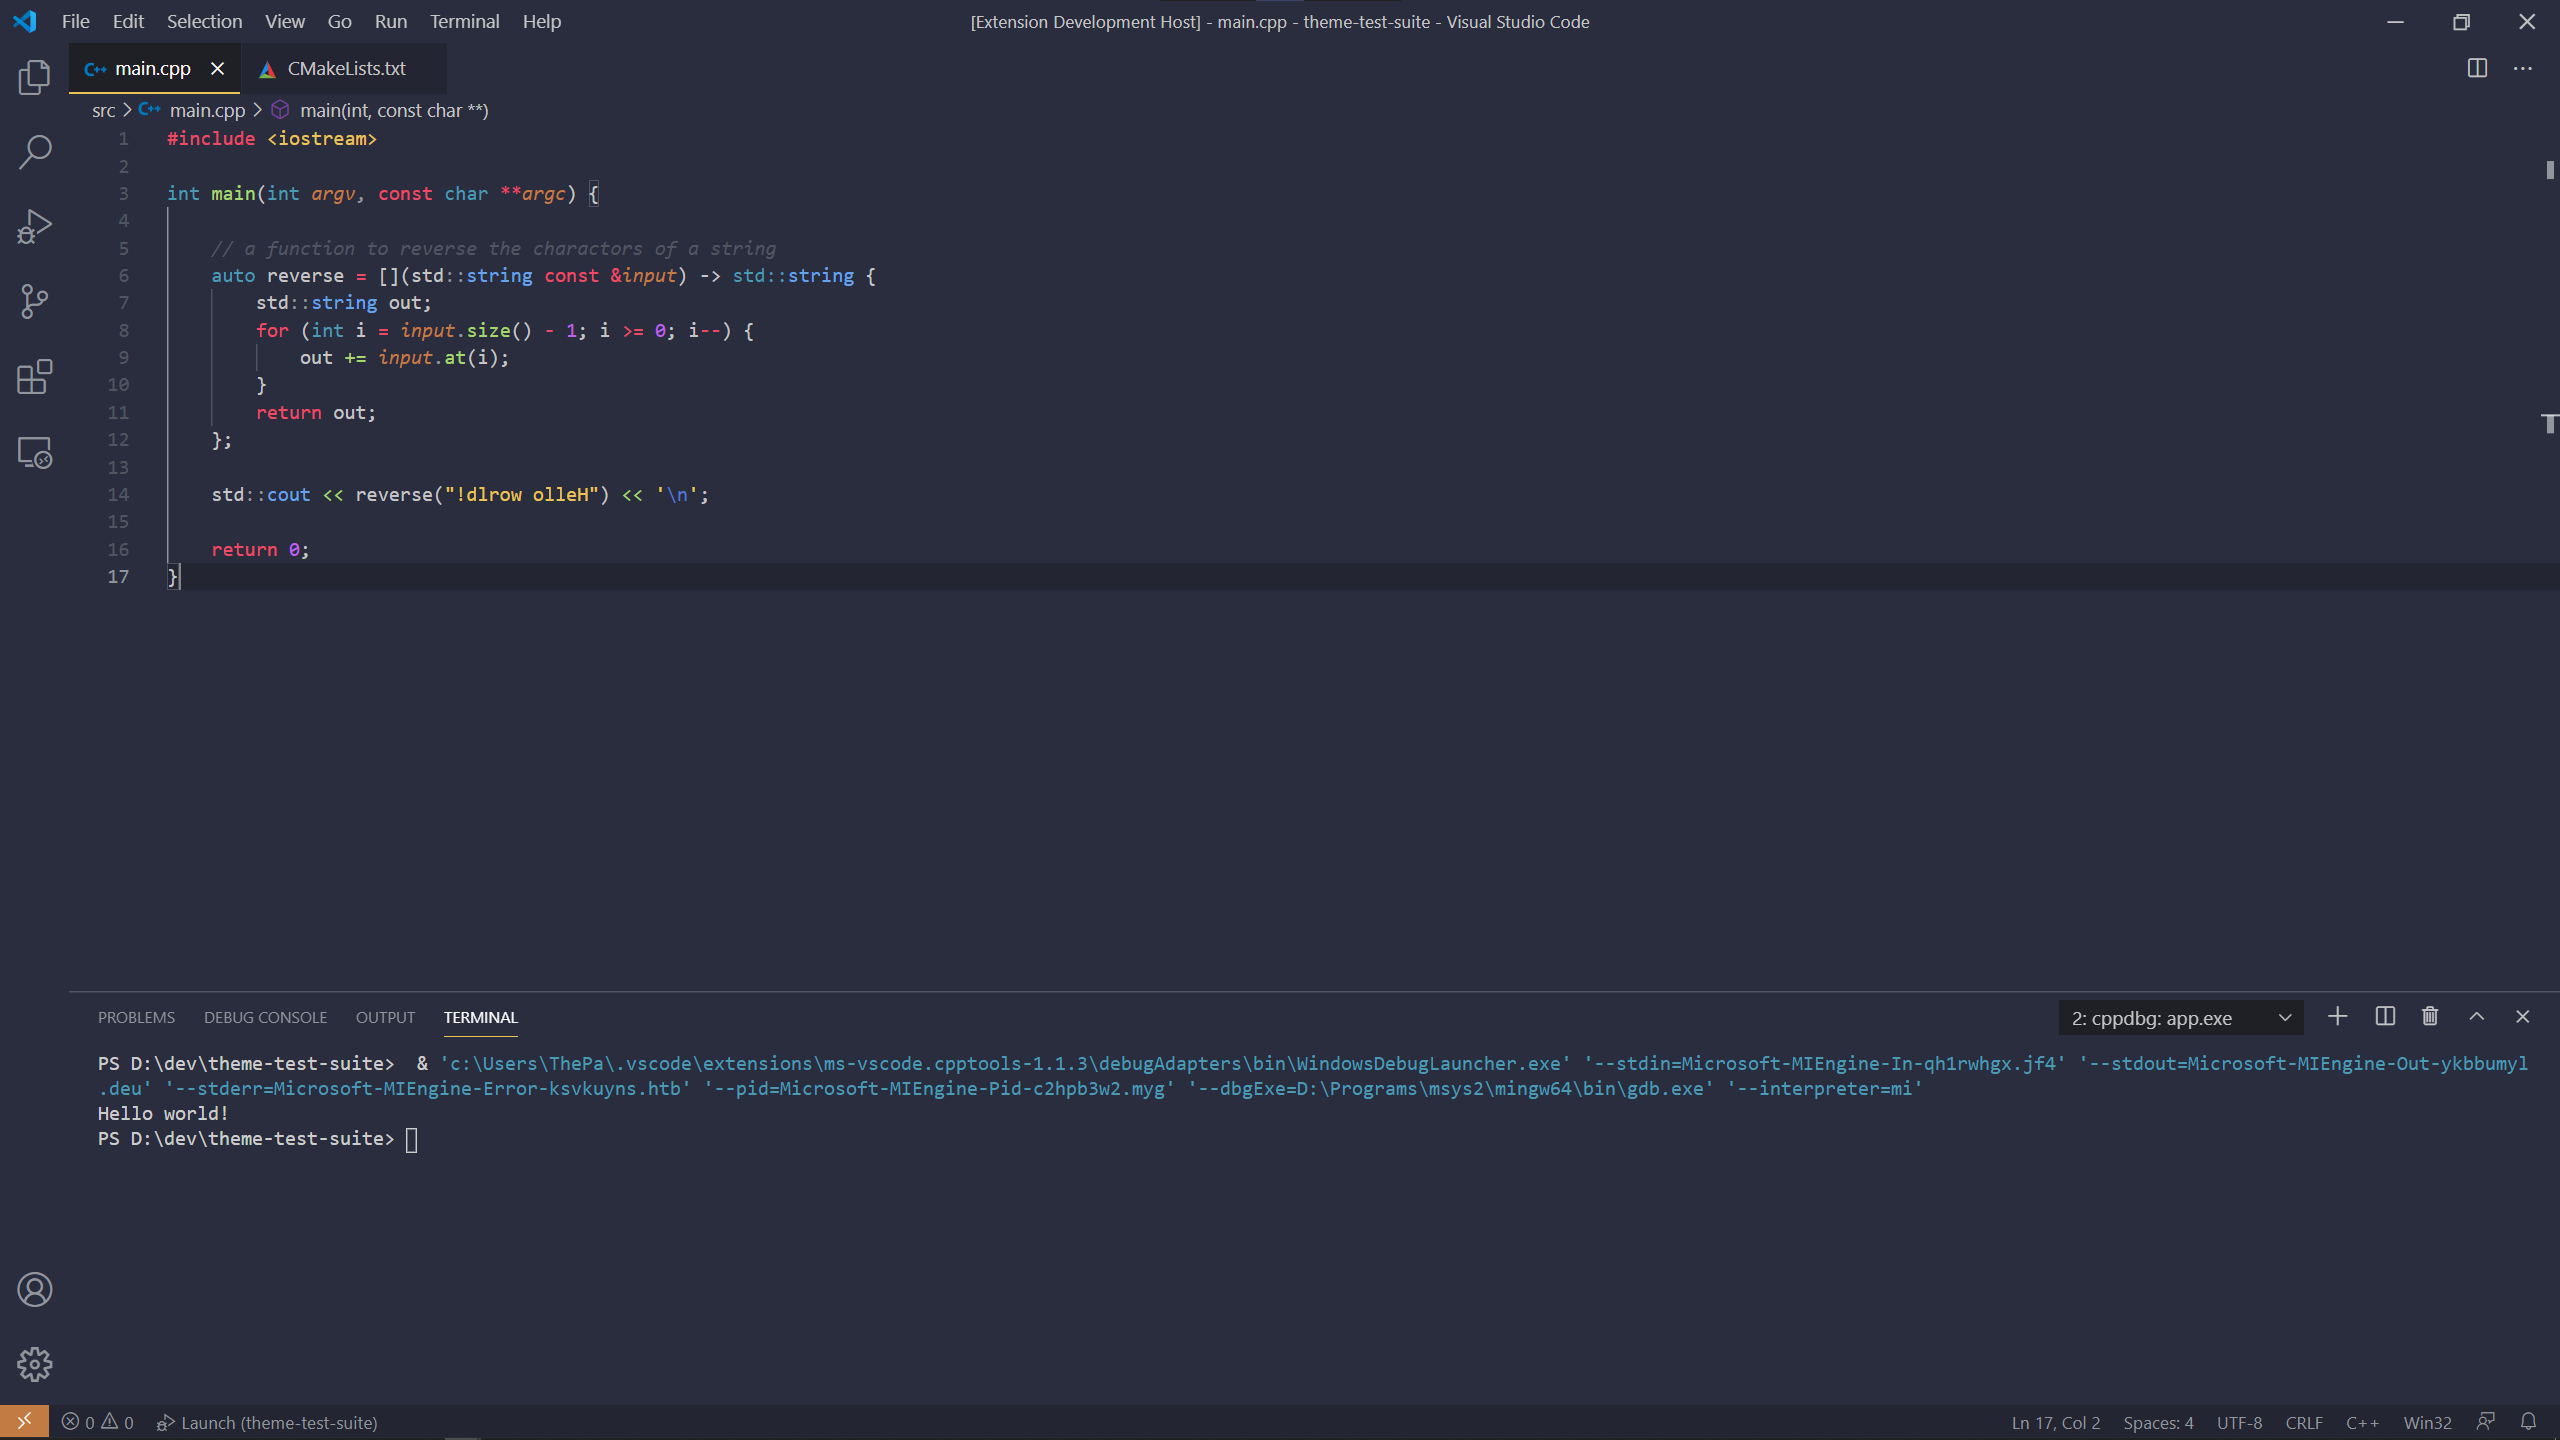 File Edit Selection View Go Run Terminal Help [Extension Development Host] - main.cpp - theme-test-suite - Visual Studio Code
main.cpp CMakeLists.txt
src > main.cpp > main(int, const char **)
1 #include <iostream>
2
3 int main(int argv, const char **argc) {
4
5 // a function to reverse the charactors of a string
6 auto reverse = [](std::string const &input) -> std::string {
7 std::string out;
8 for (int i = input.size() - 1; i >= 0; i--) {
9 out += input.at(i);
10 }
11 return out;
12 };
13
14 std::cout << reverse("!dlrow olleH") << '\n';
15
16 return 0;
17 }
PROBLEMS DEBUG CONSOLE OUTPUT TERMINAL 2: cppdbg: app.exe
PS D:\dev\theme-test-suite>  & 'c:\Users\ThePa\.vscode\extensions\ms-vscode.cpptools-1.1.3\debugAdapters\bin\WindowsDebugLauncher.exe' '--stdin=Microsoft-MIEngine-In-qh1rwhgx.jf4' '--stdout=Microsoft-MIEngine-Out-ykbbumyl
.deu' '--stderr=Microsoft-MIEngine-Error-ksvkuyns.htb' '--pid=Microsoft-MIEngine-Pid-c2hpb3w2.myg' '--dbgExe=D:\Programs\msys2\mingw64\bin\gdb.exe' '--interpreter=mi'
Hello world!
PS D:\dev\theme-test-suite>
0 0 Launch (theme-test-suite) Ln 17, Col 2 Spaces: 4 UTF-8 CRLF C++ Win32